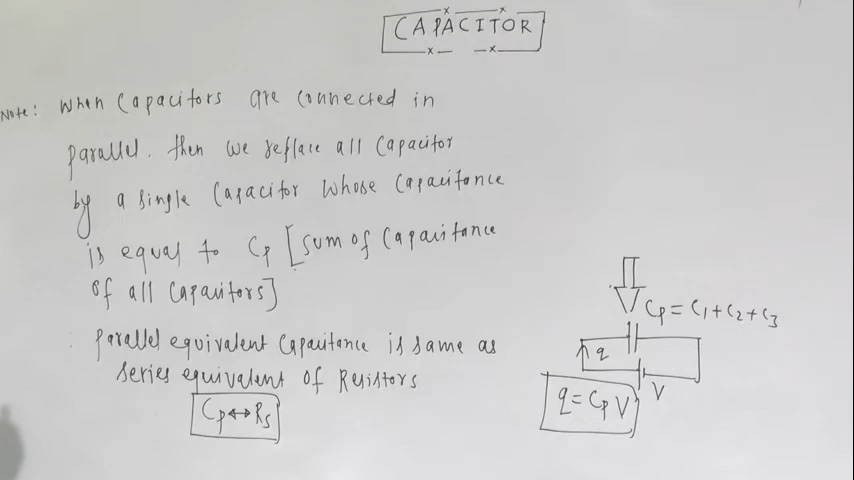 CAPACITOR
Note: When Capacitors are connected in
parallel. then we replace all Capacitor
by a single Capacitor whose Capacitance
is equal to Cp [sum of Capacitance
of all Capacitors]
∴ parallel equivalent Capacitance is same as
series equivalent of Resistors
Cp↔Rs
Cp = C1+C2+C3
q
V
q = Cp V